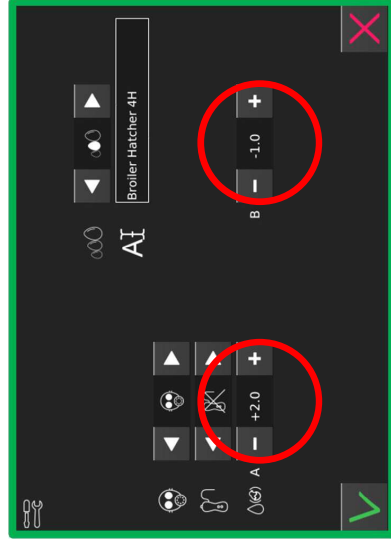 AI
Broiler Hatcher 4H
A − +2.0 +
B − -1.0 +